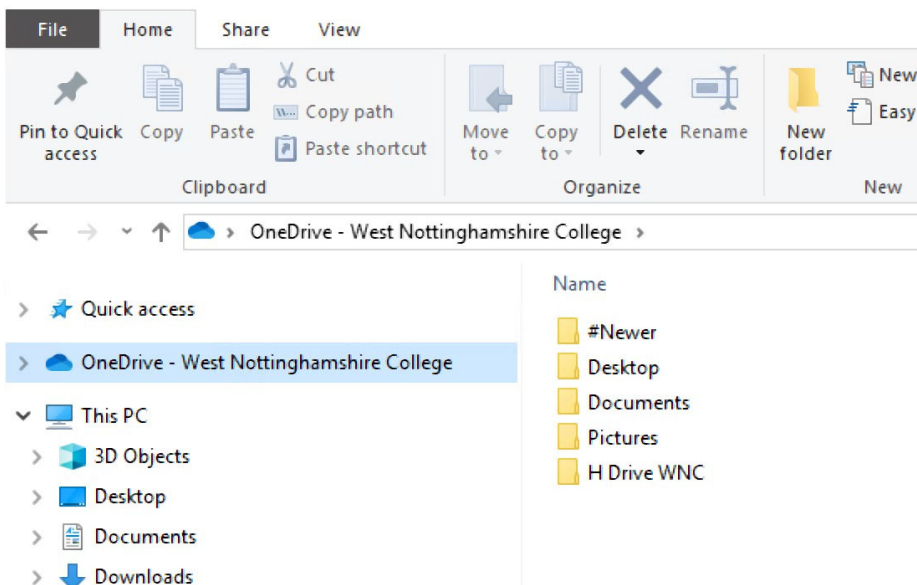 File Home Share View
Pin to Quick access
Copy
Paste
Cut
Copy path
Paste shortcut
Clipboard
Move to
Copy to
Delete
Rename
Organize
New folder
New
Easy
New
OneDrive - West Nottinghamshire College
Quick access
OneDrive - West Nottinghamshire College
This PC
3D Objects
Desktop
Documents
Downloads
Name
#Newer
Desktop
Documents
Pictures
H Drive WNC